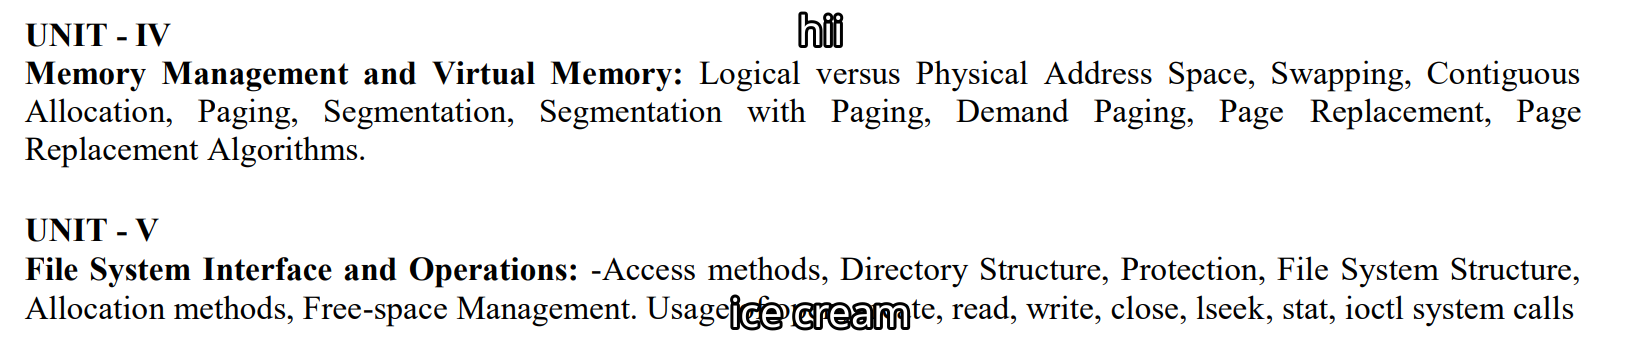 hii
UNIT - IV
Memory Management and Virtual Memory: Logical versus Physical Address Space, Swapping, Contiguous
Allocation, Paging, Segmentation, Segmentation with Paging, Demand Paging, Page Replacement, Page
Replacement Algorithms.
UNIT - V
File System Interface and Operations: -Access methods, Directory Structure, Protection, File System Structure,
Allocation methods, Free-space Management. Usage ice cream read, write, close, lseek, stat, ioctl system calls